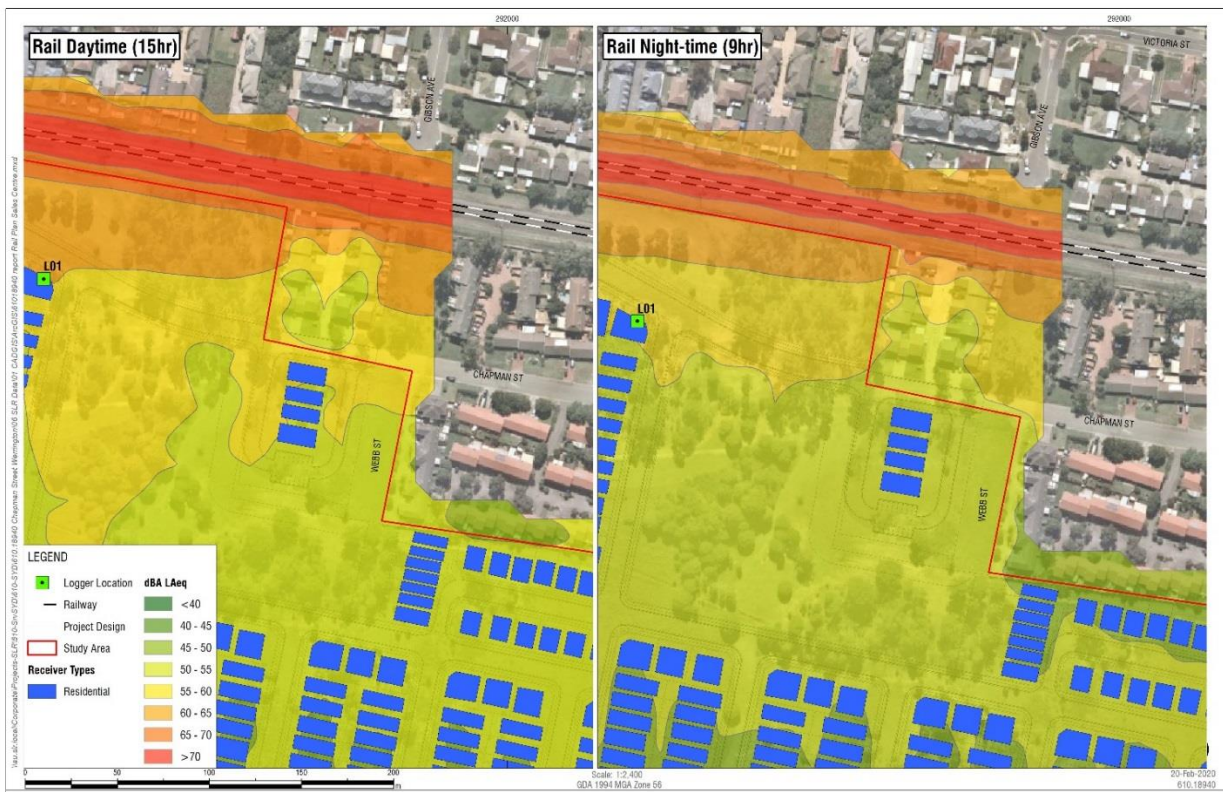 292000
292000
Rail Daytime (15hr)
Rail Night-time (9hr)
VICTORIA ST
GIBSON AVE
GIBSON AVE
L01
L01
CHAPMAN ST
CHAPMAN ST
WEBB ST
WEBB ST
LEGEND
Logger Location
Railway
Project Design
Study Area
Receiver Types
Residential
dBA LAeq
<40
40 - 45
45 - 50
50 - 55
55 - 60
60 - 65
65 - 70
>70
0 50 100 150 200
m
Scale: 1:2,400
GDA 1994 MGA Zone 56
20-Feb-2020
610.18940